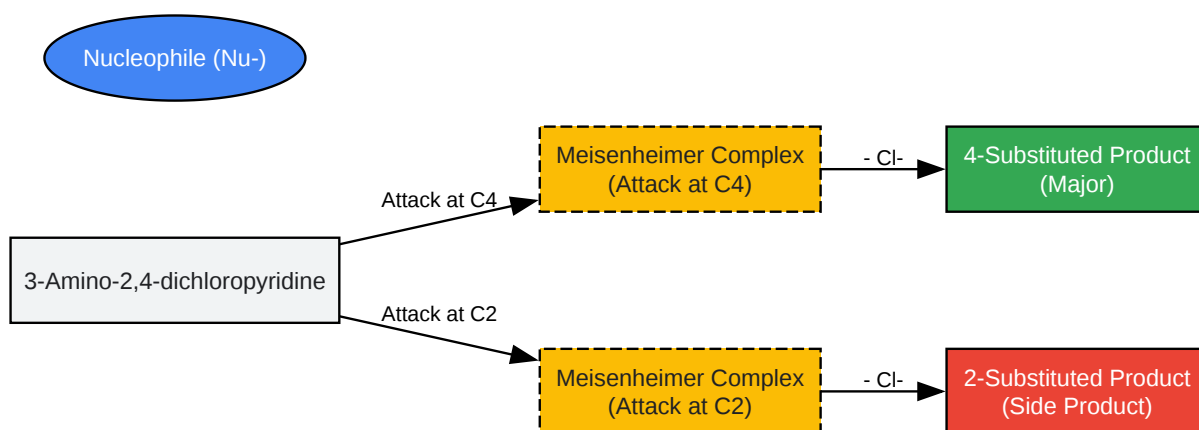 Nucleophile (Nu-)
Meisenheimer Complex
(Attack at C4)
- Cl-
4-Substituted Product
(Major)
Attack at C4
3-Amino-2,4-dichloropyridine
Attack at C2
Meisenheimer Complex
(Attack at C2)
- Cl-
2-Substituted Product
(Side Product)